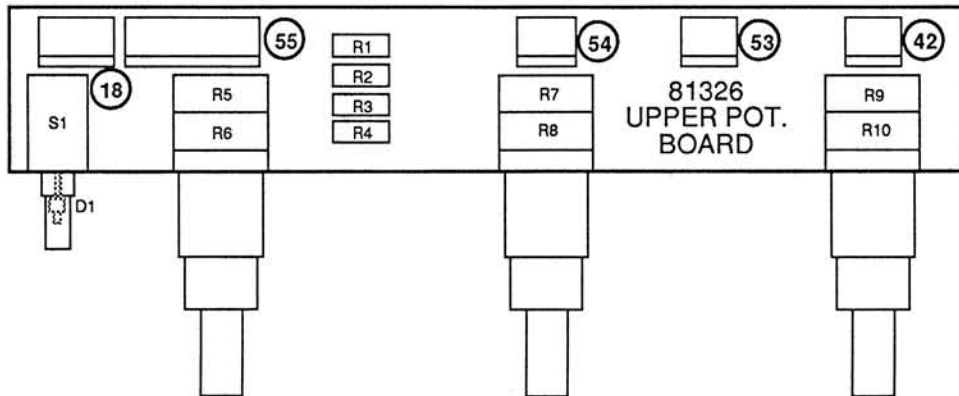 55
54
53
42
18
R1
R2
R3
R4
S1
R5
R6
R7
R8
81326
UPPER POT.
BOARD
R9
R10
D1